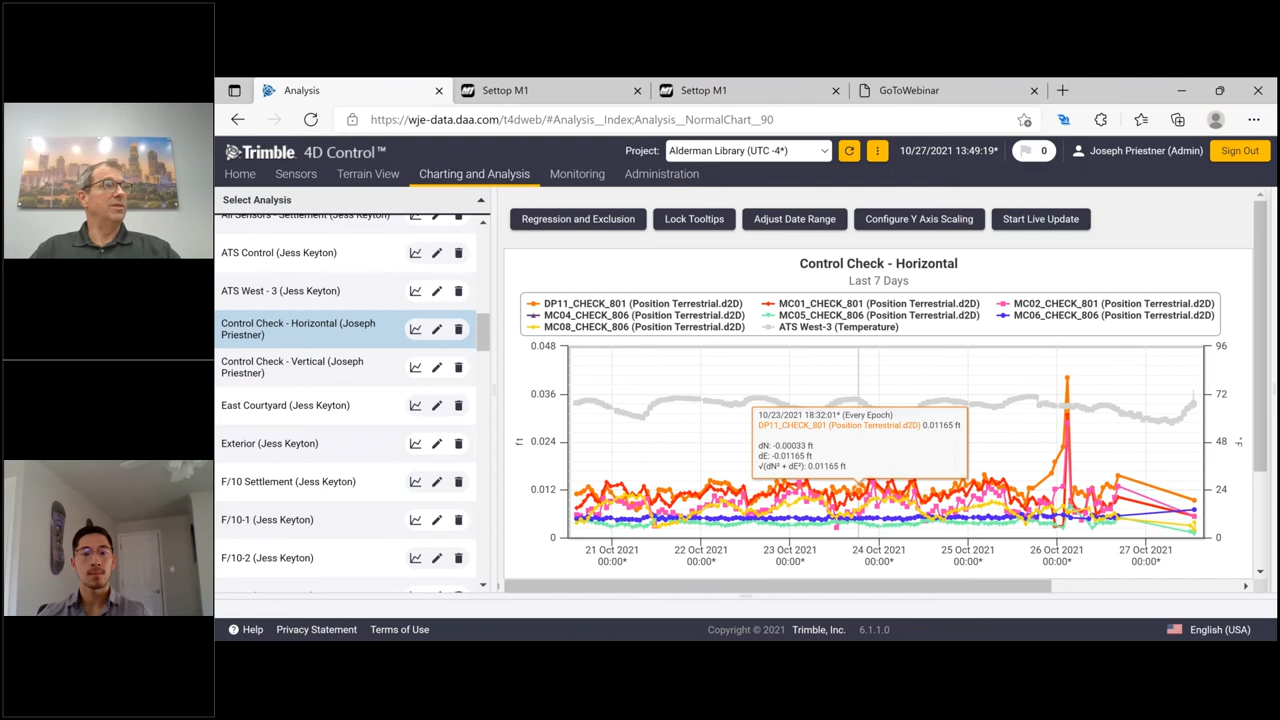 Analysis
Settop M1
Settop M1
GoToWebinar
https://wje-data.daa.com/t4dweb/#Analysis__Index;Analysis__NormalChart__90
Trimble. 4D Control™
Project:
Alderman Library (UTC -4*)
10/27/2021 13:49:19*
0
Joseph Priestner (Admin)
Sign Out
Home
Sensors
Terrain View
Charting and Analysis
Monitoring
Administration
Select Analysis
All Sensors - Settlement (Jess Keyton)
ATS Control (Jess Keyton)
ATS West - 3 (Jess Keyton)
Control Check - Horizontal (Joseph
Priestner)
Control Check - Vertical (Joseph
Priestner)
East Courtyard (Jess Keyton)
Exterior (Jess Keyton)
F/10 Settlement (Jess Keyton)
F/10-1 (Jess Keyton)
F/10-2 (Jess Keyton)
Regression and Exclusion
Lock Tooltips
Adjust Date Range
Configure Y Axis Scaling
Start Live Update
Control Check - Horizontal
Last 7 Days
DP11_CHECK_801 (Position Terrestrial.d2D)
MC01_CHECK_801 (Position Terrestrial.d2D)
MC02_CHECK_801 (Position Terrestrial.d2D)
MC04_CHECK_806 (Position Terrestrial.d2D)
MC05_CHECK_806 (Position Terrestrial.d2D)
MC06_CHECK_806 (Position Terrestrial.d2D)
MC08_CHECK_806 (Position Terrestrial.d2D)
ATS West-3 (Temperature)
0.048
0.036
0.024
0.012
0
ft
96
72
48
24
0
°F
10/23/2021 18:32:01* (Every Epoch)
DP11_CHECK_801 (Position Terrestrial.d2D) 0.01165 ft
dN: -0.00033 ft
dE: -0.01165 ft
√(dN² + dE²): 0.01165 ft
21 Oct 2021
00:00*
22 Oct 2021
00:00*
23 Oct 2021
00:00*
24 Oct 2021
00:00*
25 Oct 2021
00:00*
26 Oct 2021
00:00*
27 Oct 2021
00:00*
Help
Privacy Statement
Terms of Use
Copyright © 2021 Trimble, Inc. 6.1.1.0
English (USA)